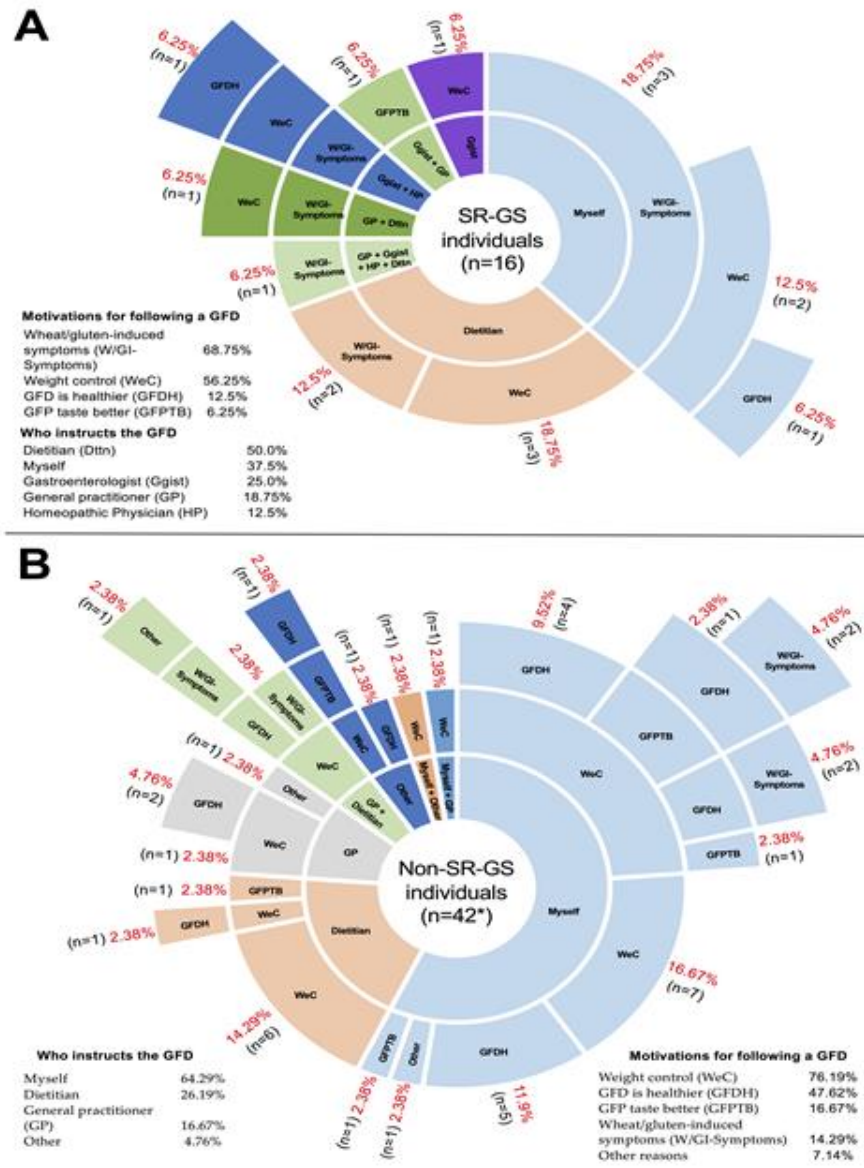 A
6.25%
(n=1)
GFDH
WeC
W/GI-
Symptoms
Ggist + HP
6.25%
(n=1)
GFPTB
Ggist + GP
6.25%
(n=1)
WeC
Ggist
18.75%
(n=3)
W/GI-
Symptoms
Myself
WeC
12.5%
(n=2)
GFDH
6.25%
(n=1)
6.25%
(n=1)
WeC
W/GI-
Symptoms
GP + Dttn
SR-GS
individuals
(n=16)
6.25%
(n=1)
W/GI-
Symptoms
GP + Ggist
+ HP + Dttn
Dietitian
W/GI-
Symptoms
12.5%
(n=2)
WeC
18.75%
(n=3)
Motivations for following a GFD
Wheat/gluten-induced
symptoms (W/GI- 68.75%
Symptoms)
Weight control (WeC) 56.25%
GFD is healthier (GFDH) 12.5%
GFP taste better (GFPTB) 6.25%
Who instructs the GFD
Dietitian (Dttn) 50.0%
Myself 37.5%
Gastroenterologist (Ggist) 25.0%
General practitioner (GP) 18.75%
Homeopathic Physician (HP) 12.5%
B
2.38%
(n=1)
Other
W/GI-
Symptoms
GFDH
2.38%
W/GI-
Symptoms
WeC
GP +
Dietitian
2.38%
(n=1)
GFDH
GFPTB
WeC
(n=1) 2.38%
GFDH
Other
(n=1) 2.38%
WeC
Myself + Other
(n=1) 2.38%
WeC
Myself + GP
9.52%
(n=4)
GFDH
WeC
GFPTB
2.38%
(n=1)
GFDH
4.76%
(n=2)
W/GI-
Symptoms
GFDH
W/GI-
Symptoms
4.76%
(n=2)
GFPTB
2.38%
(n=1)
Myself
WeC
16.67%
(n=7)
GFDH
11.9%
(n=5)
Other
(n=1) 2.38%
GFPTB
(n=1) 2.38%
Non-SR-GS
individuals
(n=42*)
(n=1) 2.38%
Other
4.76%
(n=2)
GFDH
WeC
GP
(n=1) 2.38%
(n=1) 2.38%
GFPTB
Dietitian
(n=1) 2.38%
GFDH
WeC
WeC
14.29%
(n=6)
Who instructs the GFD
Myself 64.29%
Dietitian 26.19%
General practitioner
(GP) 16.67%
Other 4.76%
Motivations for following a GFD
Weight control (WeC) 76.19%
GFD is healthier (GFDH) 47.62%
GFP taste better (GFPTB) 16.67%
Wheat/gluten-induced
symptoms (W/GI-Symptoms) 14.29%
Other reasons 7.14%